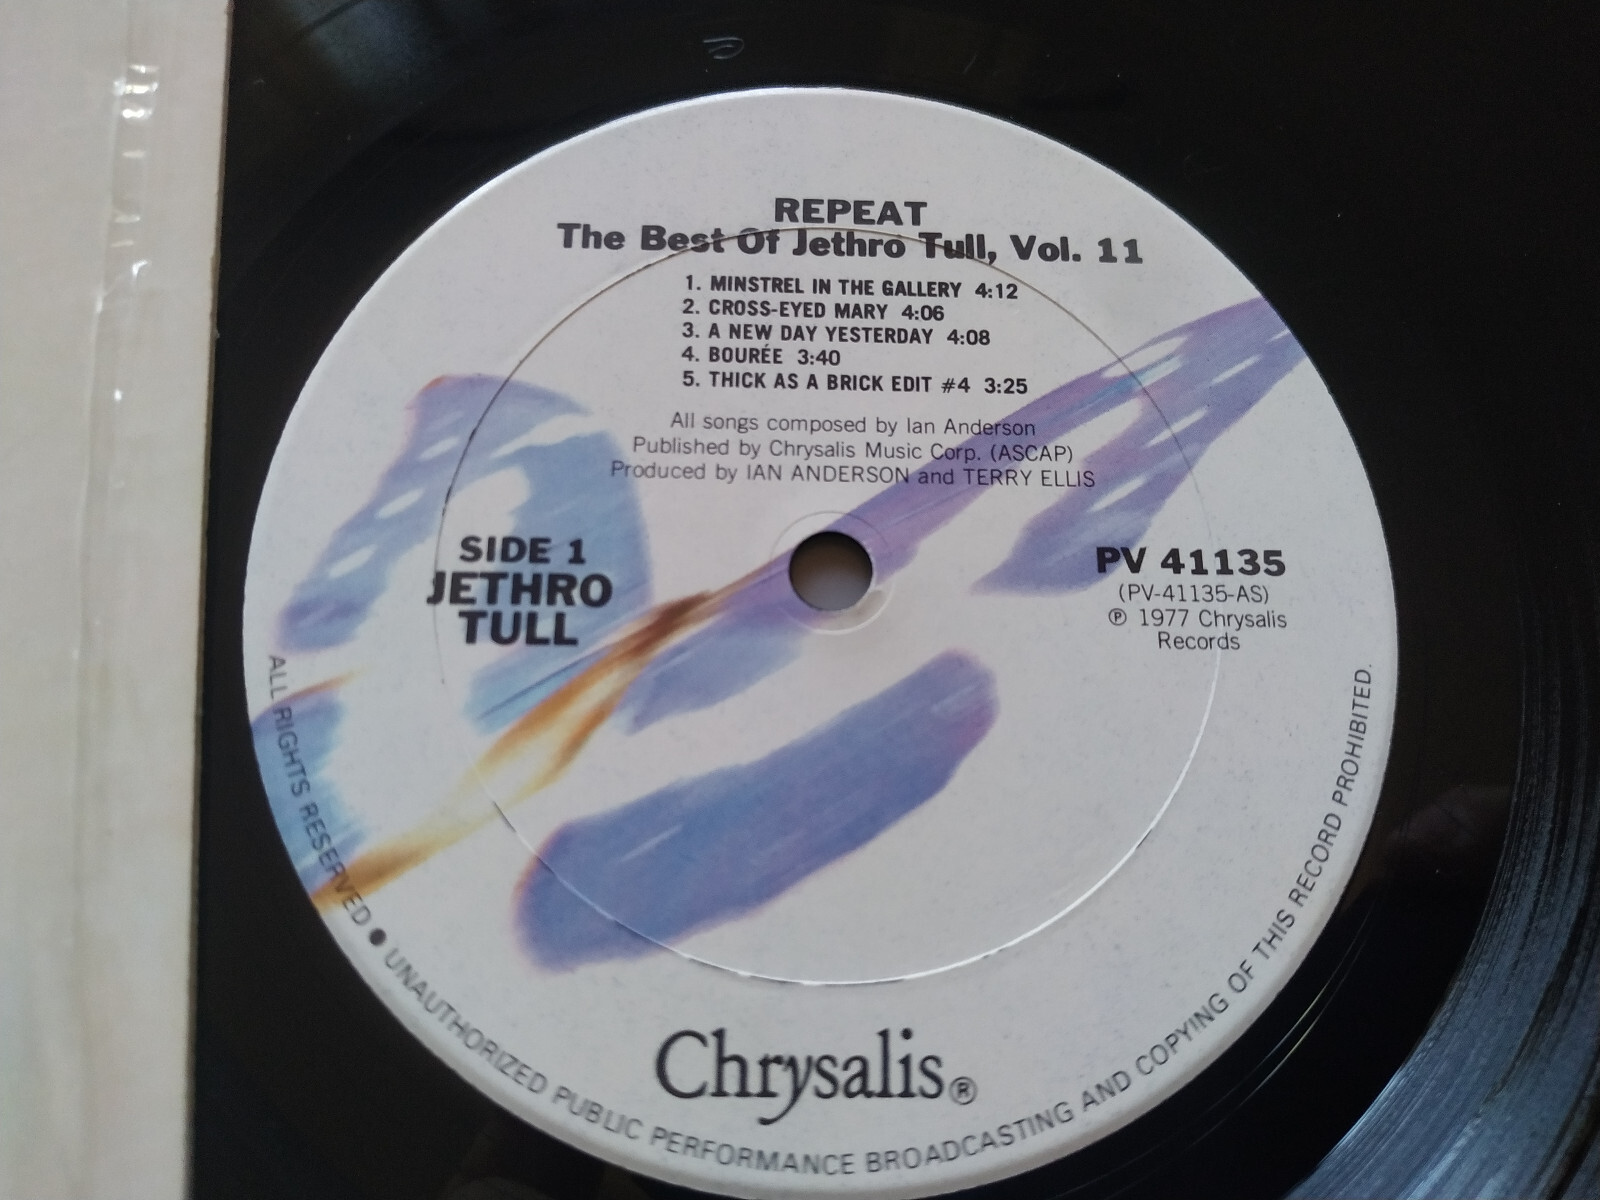 REPEAT
The Best Of Jethro Tull, Vol. 11
1. MINSTREL IN THE GALLERY 4:12
2. CROSS-EYED MARY 4:06
3. A NEW DAY YESTERDAY 4:08
4. BOURÉE 3:40
5. THICK AS A BRICK EDIT #4 3:25
All songs composed by Ian Anderson
Published by Chrysalis Music Corp. (ASCAP)
Produced by IAN ANDERSON and TERRY ELLIS
SIDE 1
JETHRO
TULL
PV 41135
(PV-41135-AS)
℗ 1977 Chrysalis
Records
Chrysalis®
ALL RIGHTS RESERVED ● UNAUTHORIZED PUBLIC PERFORMANCE BROADCASTING AND COPYING OF THIS RECORD PROHIBITED.